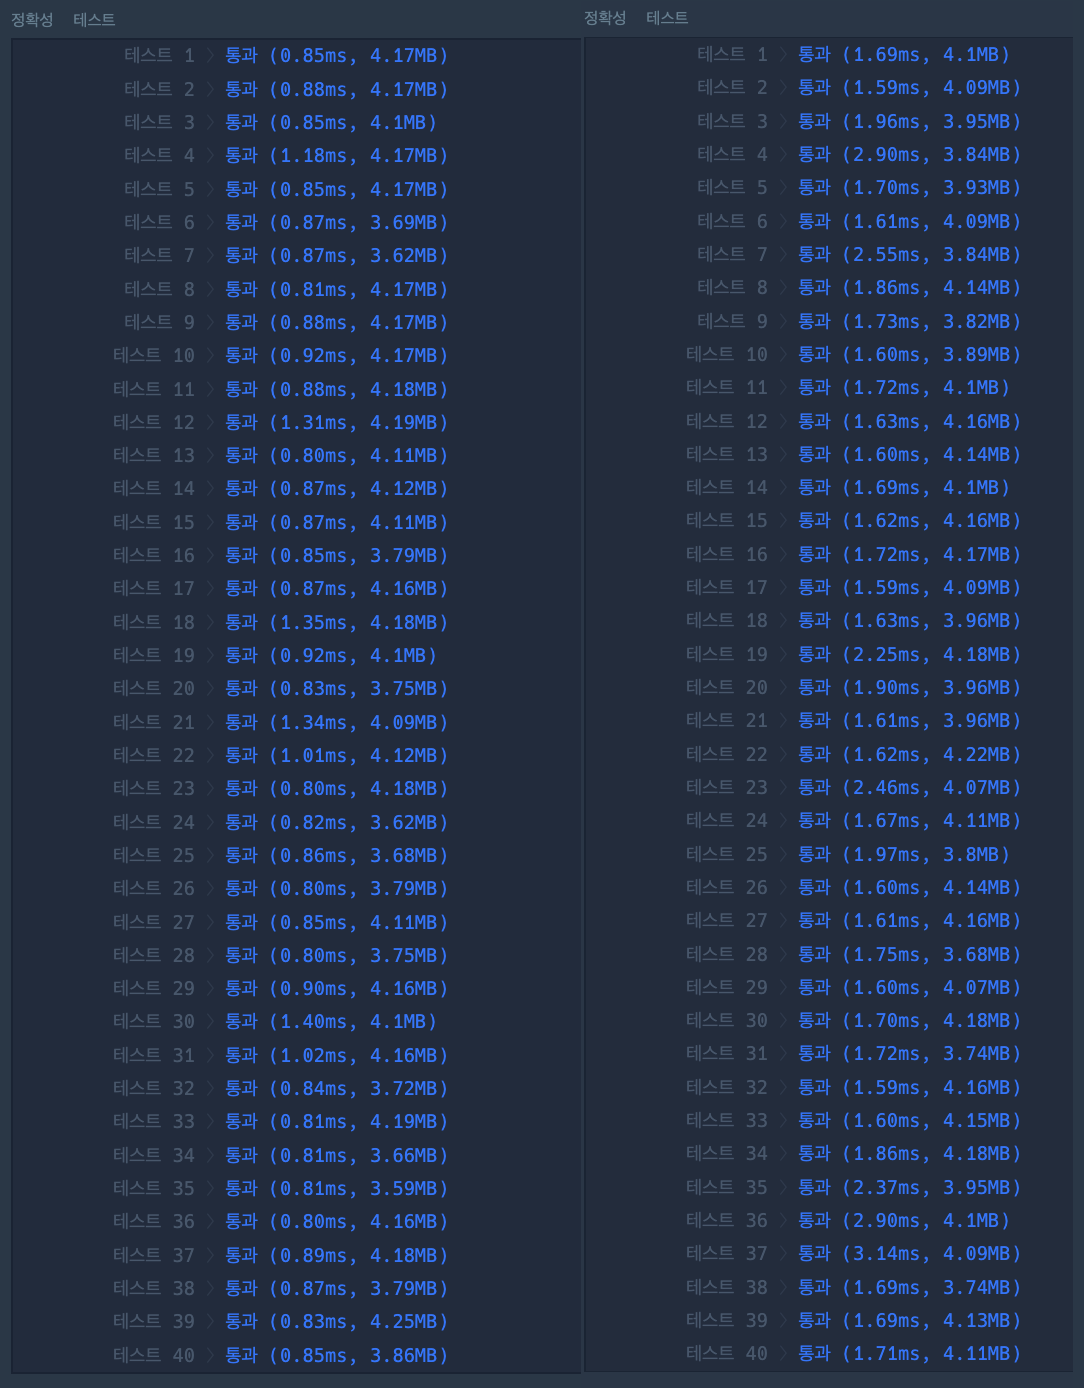 정확성 테스트
테스트 1 > 통과 (0.85ms, 4.17MB)
테스트 2 > 통과 (0.88ms, 4.17MB)
테스트 3 > 통과 (0.85ms, 4.1MB)
테스트 4 > 통과 (1.18ms, 4.17MB)
테스트 5 > 통과 (0.85ms, 4.17MB)
테스트 6 > 통과 (0.87ms, 3.69MB)
테스트 7 > 통과 (0.87ms, 3.62MB)
테스트 8 > 통과 (0.81ms, 4.17MB)
테스트 9 > 통과 (0.88ms, 4.17MB)
테스트 10 > 통과 (0.92ms, 4.17MB)
테스트 11 > 통과 (0.88ms, 4.18MB)
테스트 12 > 통과 (1.31ms, 4.19MB)
테스트 13 > 통과 (0.80ms, 4.11MB)
테스트 14 > 통과 (0.87ms, 4.12MB)
테스트 15 > 통과 (0.87ms, 4.11MB)
테스트 16 > 통과 (0.85ms, 3.79MB)
테스트 17 > 통과 (0.87ms, 4.16MB)
테스트 18 > 통과 (1.35ms, 4.18MB)
테스트 19 > 통과 (0.92ms, 4.1MB)
테스트 20 > 통과 (0.83ms, 3.75MB)
테스트 21 > 통과 (1.34ms, 4.09MB)
테스트 22 > 통과 (1.01ms, 4.12MB)
테스트 23 > 통과 (0.80ms, 4.18MB)
테스트 24 > 통과 (0.82ms, 3.62MB)
테스트 25 > 통과 (0.86ms, 3.68MB)
테스트 26 > 통과 (0.80ms, 3.79MB)
테스트 27 > 통과 (0.85ms, 4.11MB)
테스트 28 > 통과 (0.80ms, 3.75MB)
테스트 29 > 통과 (0.90ms, 4.16MB)
테스트 30 > 통과 (1.40ms, 4.1MB)
테스트 31 > 통과 (1.02ms, 4.16MB)
테스트 32 > 통과 (0.84ms, 3.72MB)
테스트 33 > 통과 (0.81ms, 4.19MB)
테스트 34 > 통과 (0.81ms, 3.66MB)
테스트 35 > 통과 (0.81ms, 3.59MB)
테스트 36 > 통과 (0.80ms, 4.16MB)
테스트 37 > 통과 (0.89ms, 4.18MB)
테스트 38 > 통과 (0.87ms, 3.79MB)
테스트 39 > 통과 (0.83ms, 4.25MB)
테스트 40 > 통과 (0.85ms, 3.86MB)
정확성 테스트
테스트 1 > 통과 (1.69ms, 4.1MB)
테스트 2 > 통과 (1.59ms, 4.09MB)
테스트 3 > 통과 (1.96ms, 3.95MB)
테스트 4 > 통과 (2.90ms, 3.84MB)
테스트 5 > 통과 (1.70ms, 3.93MB)
테스트 6 > 통과 (1.61ms, 4.09MB)
테스트 7 > 통과 (2.55ms, 3.84MB)
테스트 8 > 통과 (1.86ms, 4.14MB)
테스트 9 > 통과 (1.73ms, 3.82MB)
테스트 10 > 통과 (1.60ms, 3.89MB)
테스트 11 > 통과 (1.72ms, 4.1MB)
테스트 12 > 통과 (1.63ms, 4.16MB)
테스트 13 > 통과 (1.60ms, 4.14MB)
테스트 14 > 통과 (1.69ms, 4.1MB)
테스트 15 > 통과 (1.62ms, 4.16MB)
테스트 16 > 통과 (1.72ms, 4.17MB)
테스트 17 > 통과 (1.59ms, 4.09MB)
테스트 18 > 통과 (1.63ms, 3.96MB)
테스트 19 > 통과 (2.25ms, 4.18MB)
테스트 20 > 통과 (1.90ms, 3.96MB)
테스트 21 > 통과 (1.61ms, 3.96MB)
테스트 22 > 통과 (1.62ms, 4.22MB)
테스트 23 > 통과 (2.46ms, 4.07MB)
테스트 24 > 통과 (1.67ms, 4.11MB)
테스트 25 > 통과 (1.97ms, 3.8MB)
테스트 26 > 통과 (1.60ms, 4.14MB)
테스트 27 > 통과 (1.61ms, 4.16MB)
테스트 28 > 통과 (1.75ms, 3.68MB)
테스트 29 > 통과 (1.60ms, 4.07MB)
테스트 30 > 통과 (1.70ms, 4.18MB)
테스트 31 > 통과 (1.72ms, 3.74MB)
테스트 32 > 통과 (1.59ms, 4.16MB)
테스트 33 > 통과 (1.60ms, 4.15MB)
테스트 34 > 통과 (1.86ms, 4.18MB)
테스트 35 > 통과 (2.37ms, 3.95MB)
테스트 36 > 통과 (2.90ms, 4.1MB)
테스트 37 > 통과 (3.14ms, 4.09MB)
테스트 38 > 통과 (1.69ms, 3.74MB)
테스트 39 > 통과 (1.69ms, 4.13MB)
테스트 40 > 통과 (1.71ms, 4.11MB)